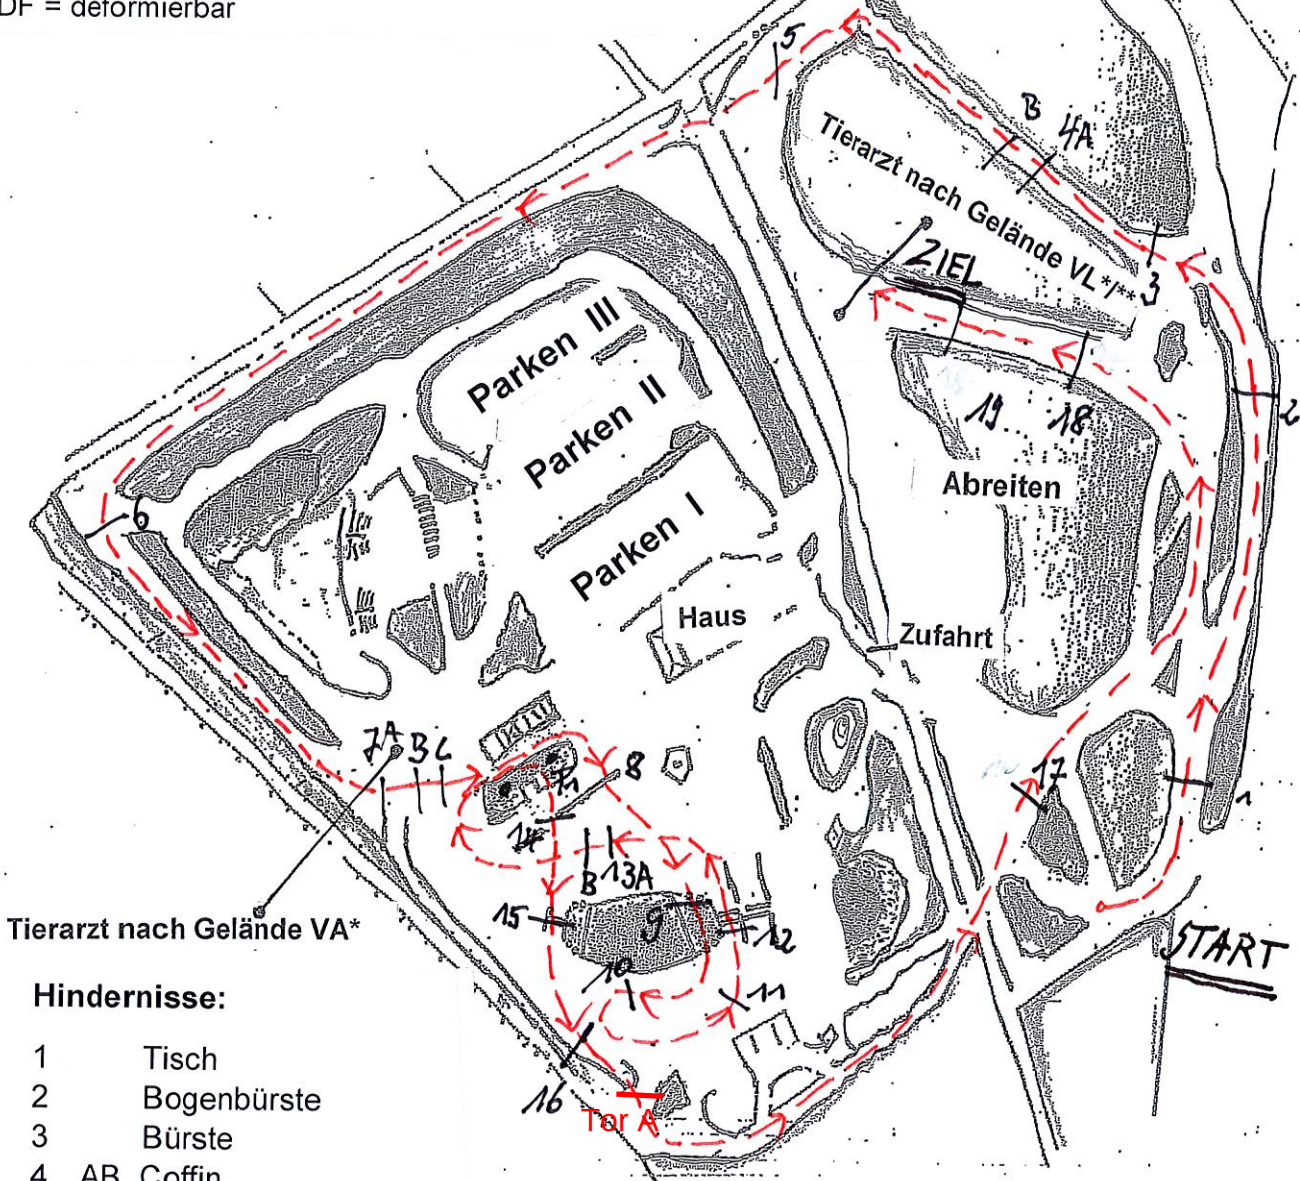 DF = deformierbar
5
B 4A
Tierarzt nach Gelände VL */**
ZIEL
3
2
Parken III
Parken II
Parken I
19 18
Abreiten
6
Haus
Zufahrt
7A B C
8
17
1
14
B 13A
15
9
12
10
11
START
16
Tor A
Tierarzt nach Gelände VA*
Hindernisse:
1 Tisch
2 Bogenbürste
3 Bürste
4 AB Coffin